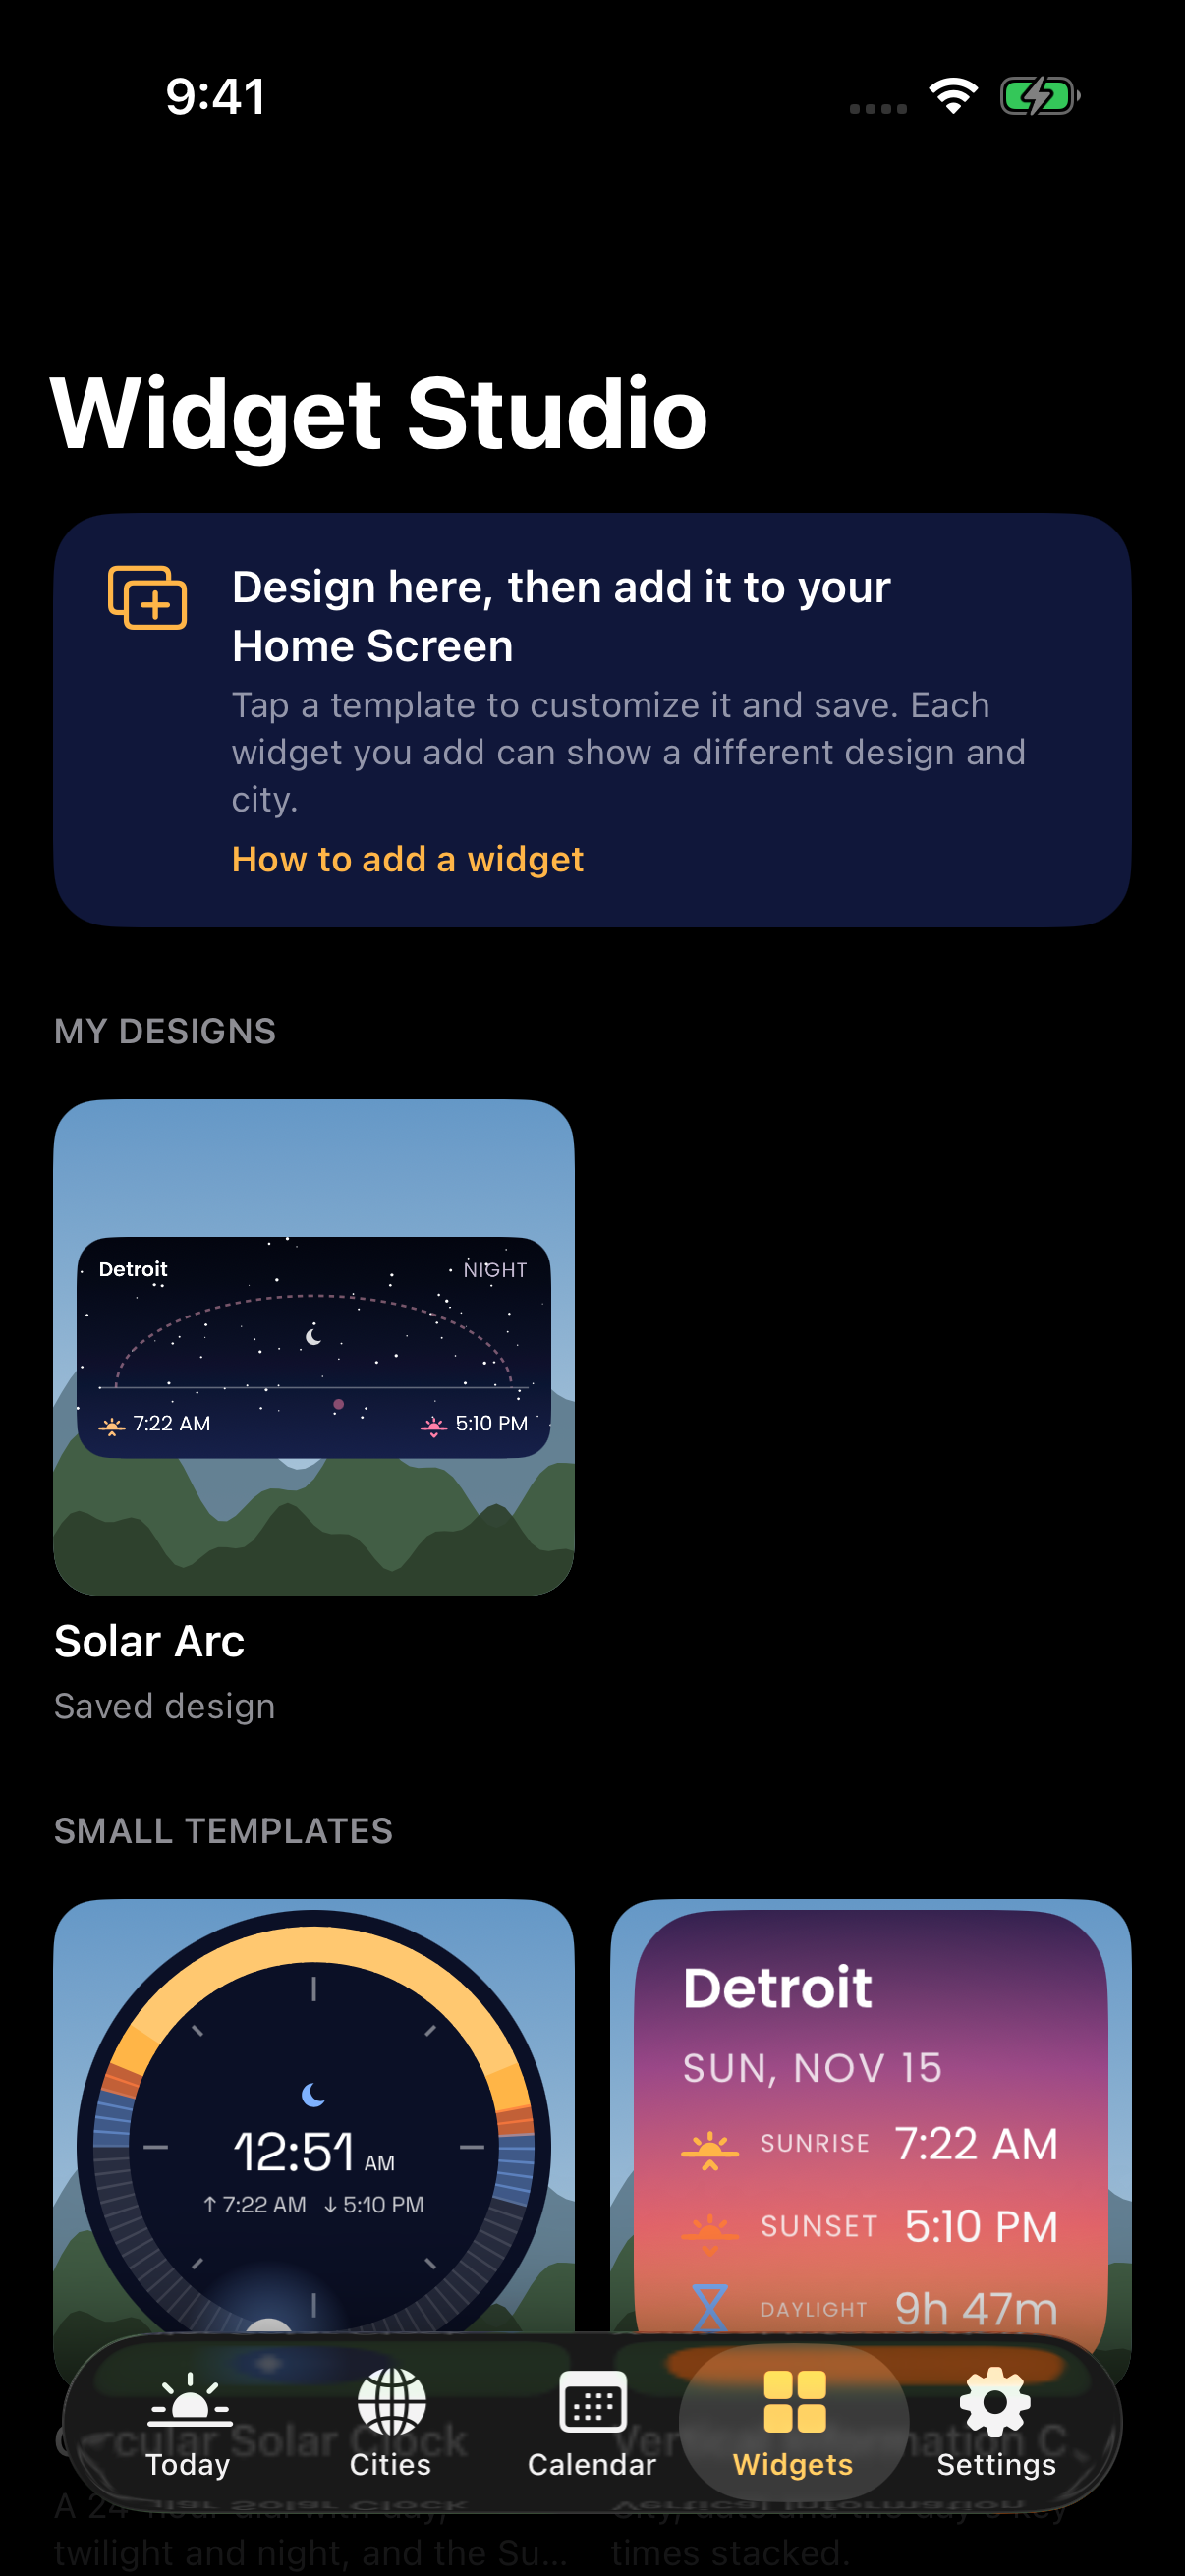 9:41
Widget Studio
Design here, then add it to your
Home Screen
Tap a template to customize it and save. Each
widget you add can show a different design and
city.
How to add a widget
MY DESIGNS
Detroit
NIGHT
7:22 AM
5:10 PM
Solar Arc
Saved design
SMALL TEMPLATES
12:51 AM
↑ 7:22 AM ↓ 5:10 PM
Detroit
SUN, NOV 15
SUNRISE 7:22 AM
SUNSET 5:10 PM
DAYLIGHT 9h 47m
Solar Clock
Today
Cities
Calendar
Widgets
Settings
twilight and night, and the Su...
times stacked.